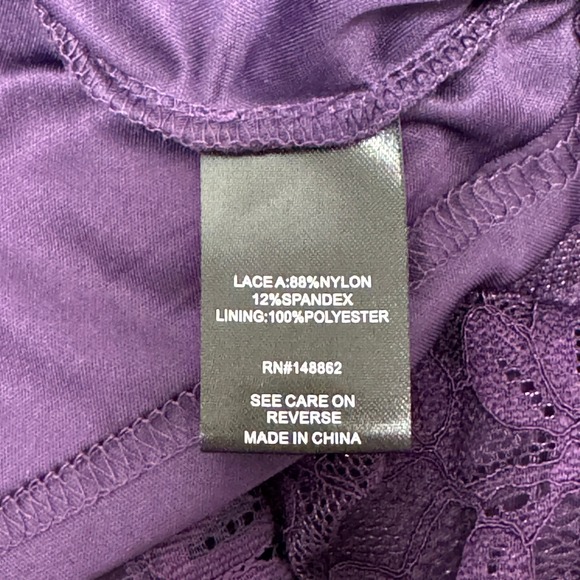 LACE A:88%NYLON
12%SPANDEX
LINING:100%POLYESTER
RN#148862
SEE CARE ON
REVERSE
MADE IN CHINA